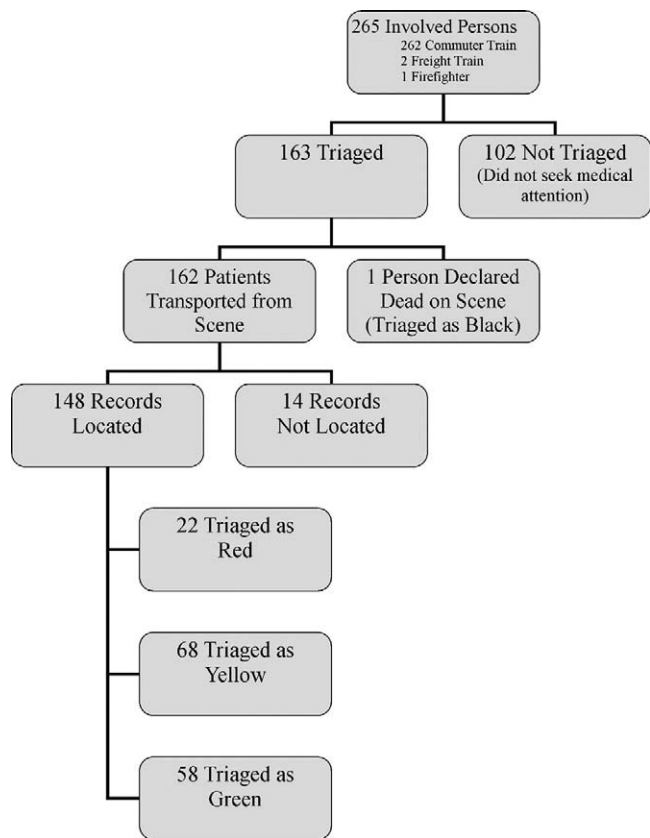 265 Involved Persons
262 Commuter Train
2 Freight Train
1 Firefighter
163 Triaged
102 Not Triaged
(Did not seek medical
attention)
162 Patients
Transported from
Scene
1 Person Declared
Dead on Scene
(Triaged as Black)
148 Records
Located
14 Records
Not Located
22 Triaged as
Red
68 Triaged as
Yellow
58 Triaged as
Green